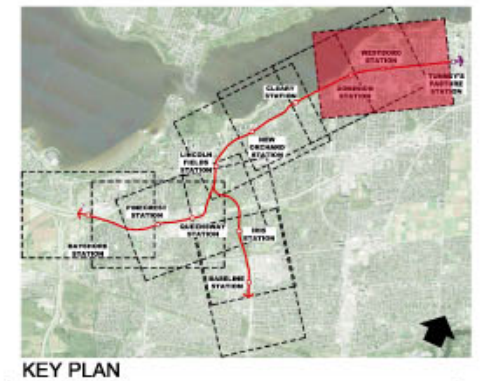 WESTBORO
STATION
TUNNEY'S
PASTURE
STATION
DOMINION
STATION
CLEARY
STATION
NEW
ORCHARD
STATION
LINCOLN
FIELDS
STATION
PINECREST
STATION
QUEENSWAY
STATION
IRIS
STATION
BAYSHORE
STATION
BASELINE
STATION
KEY PLAN